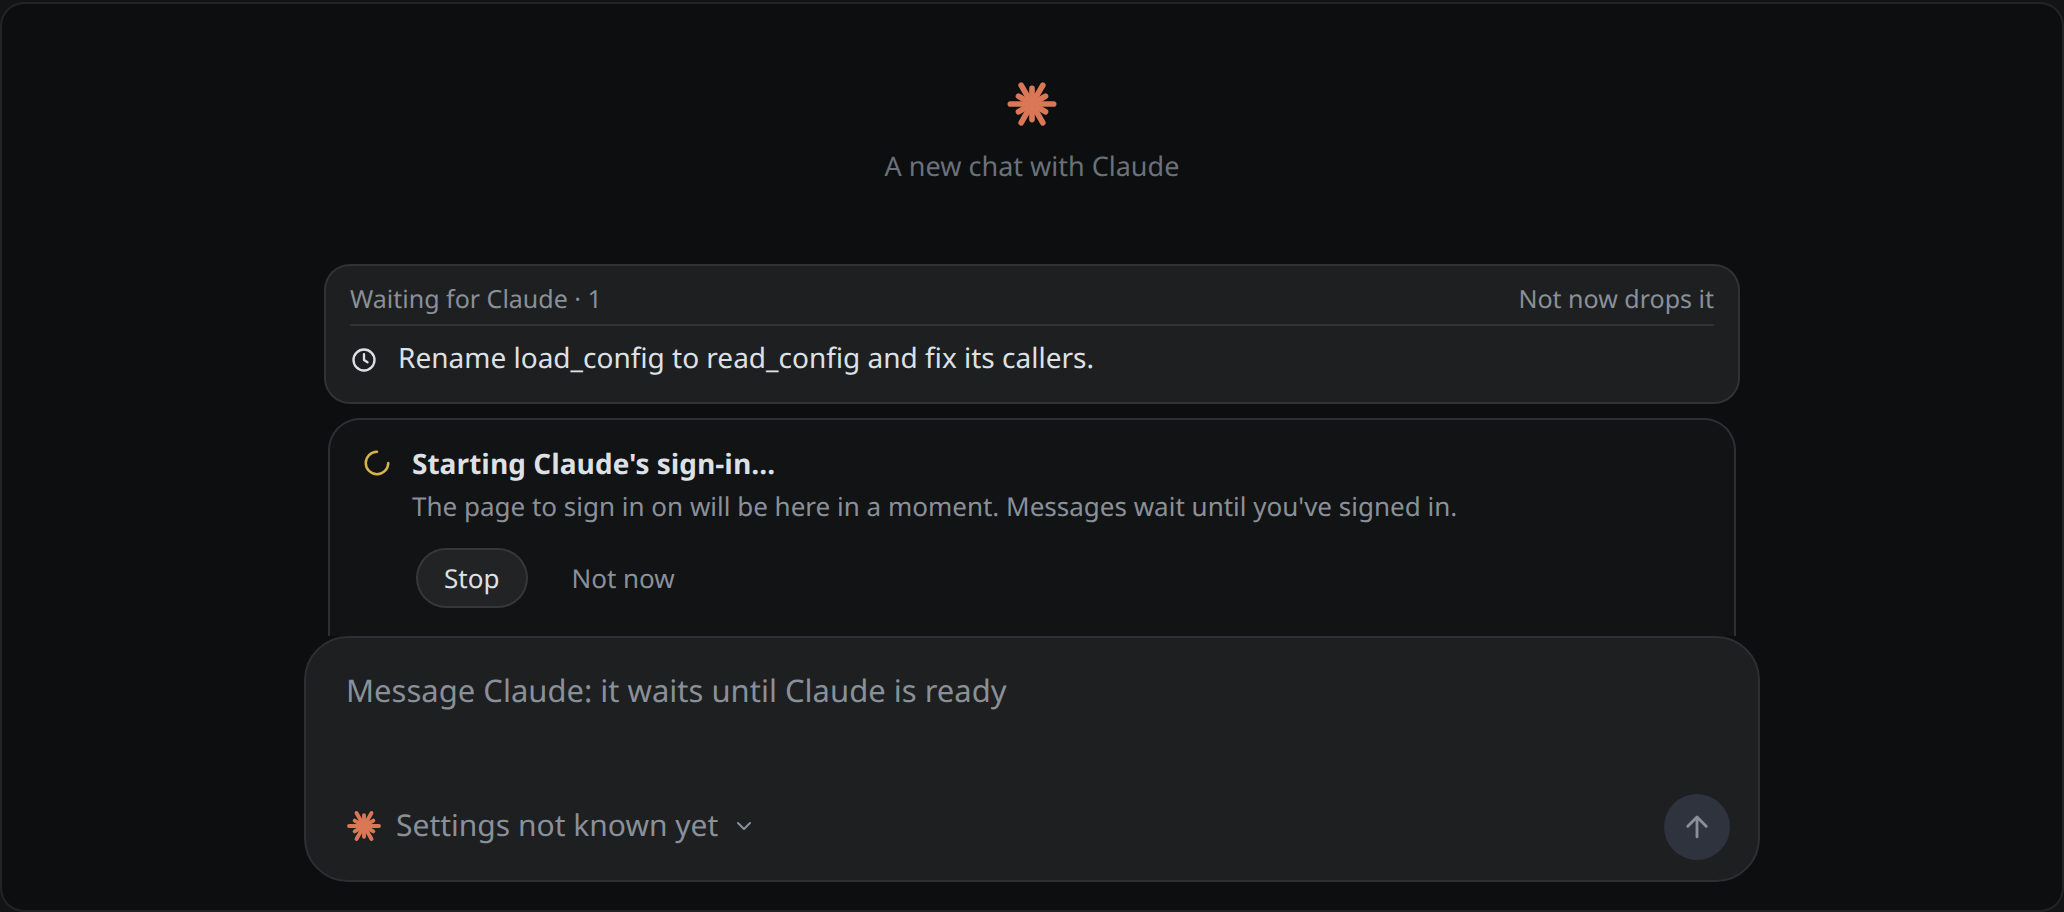 A new chat with Claude
Waiting for Claude · 1
Not now drops it
Rename load_config to read_config and fix its callers.
Starting Claude's sign-in...
The page to sign in on will be here in a moment. Messages wait until you've signed in.
Stop
Not now
Message Claude: it waits until Claude is ready
Settings not known yet